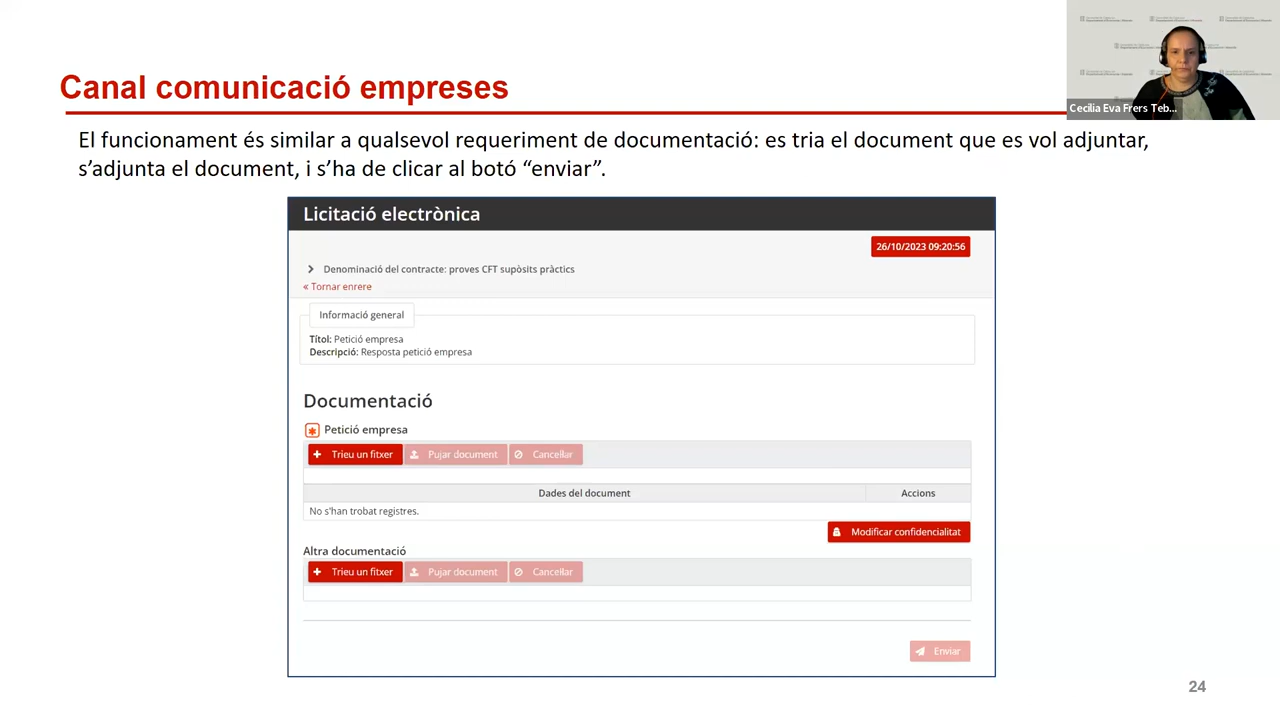 Canal comunicació empreses
Cecília Eva Frers Teb...
El funcionament és similar a qualsevol requeriment de documentació: es tria el document que es vol adjuntar,
s’adjunta el document, i s’ha de clicar al botó “enviar”.
Licitació electrònica
26/10/2023 09:20:56
Denominació del contracte: proves CFT supòsits pràctics
« Tornar enrere
Informació general
Títol: Petició empresa
Descripció: Resposta petició empresa
Documentació
Petició empresa
Trieu un fitxer Pujar document Cancel·lar
Dades del document Accions
No s'han trobat registres.
Modificar confidencialitat
Altra documentació
Trieu un fitxer Pujar document Cancel·lar
Enviar
24